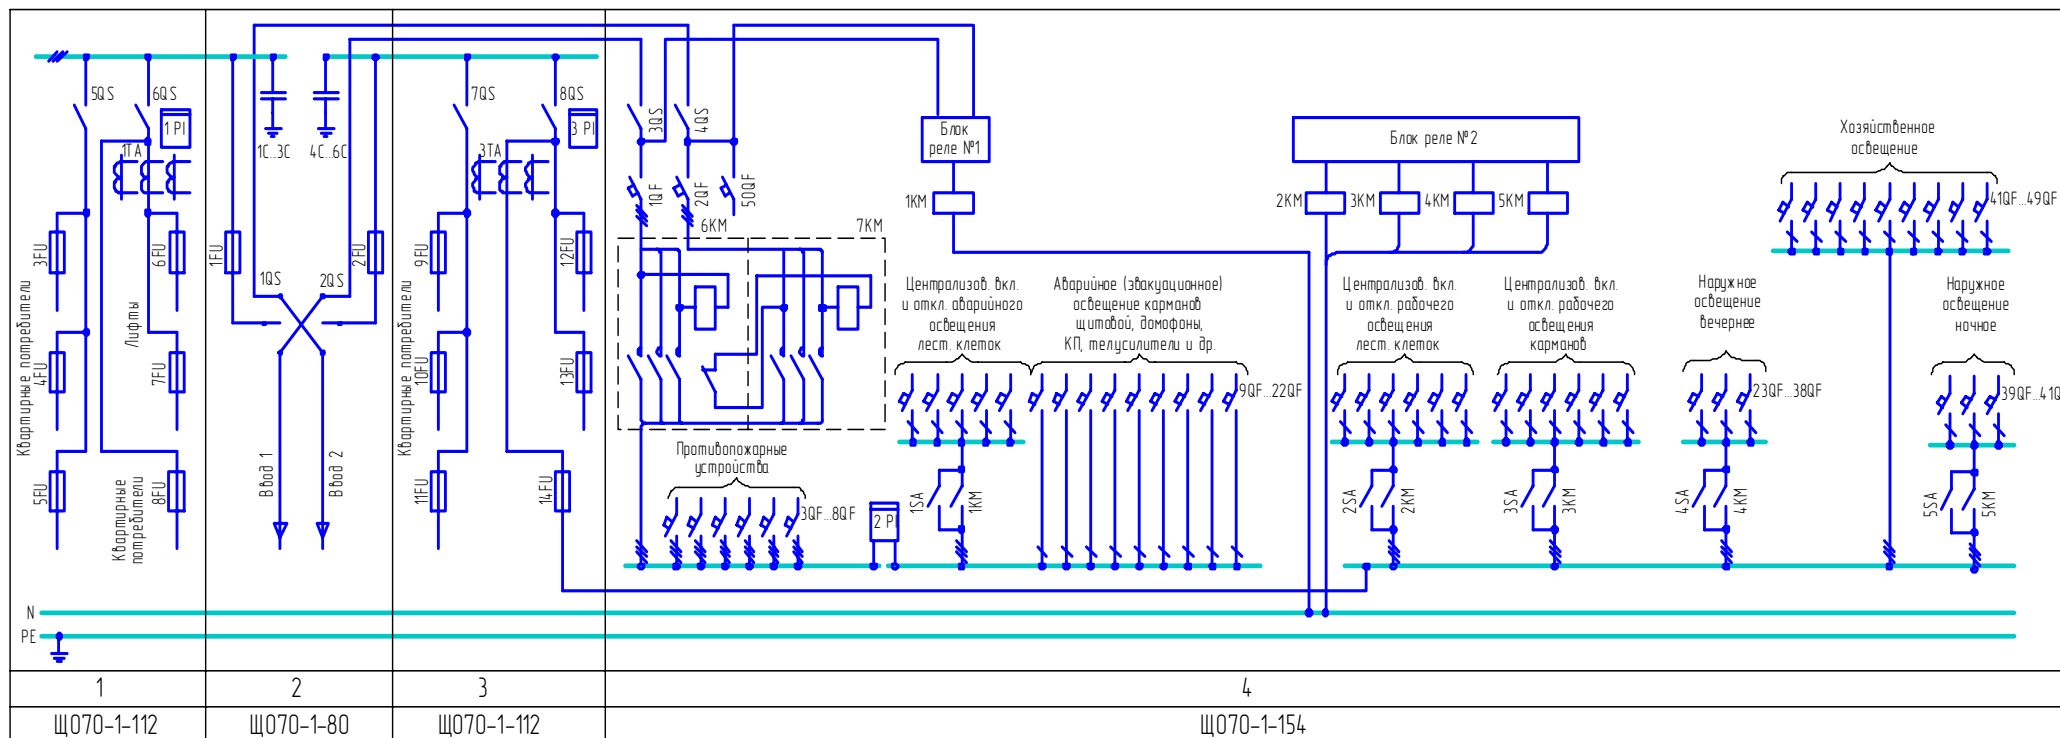 5QS
6QS
1 PI
1TA
3FU
6FU
Квартирные потребители
Лифты
4FU
7FU
5FU
8FU
Квартирные
потребители
1FU
1C...3C
4C...6C
2FU
1QS
2QS
Ввод 1
Ввод 2
7QS
8QS
3 PI
3TA
9FU
12FU
Квартирные потребители
10FU
13FU
11FU
14FU
3QS
4QS
1QF
2QF
50QF
6KM
7KM
Противопожарные
устройства
3QF...8QF
2 PI
Блок
реле №1
1KM
Централизов. вкл.
и откл. аварийного
освещения
лест. клеток
1SA
1KM
Аварийное (эвакуационное)
освещение карманов
щитовой, домофоны,
КП, телусилители и др.
9QF...22QF
Блок реле №2
2KM
3KM
4KM
5KM
Централизов. вкл.
и откл. рабочего
освещения
лест. клеток
2SA
2KM
Централизов. вкл.
и откл. рабочего
освещения
карманов
3SA
3KM
Наружное
освещение
вечернее
23QF...38QF
4SA
4KM
Хозяйственное
освещение
41QF...49QF
Наружное
освещение
ночное
39QF...41Q
5SA
5KM
N
PE
1
2
3
4
ЩО70-1-112
ЩО70-1-80
ЩО70-1-112
ЩО70-1-154